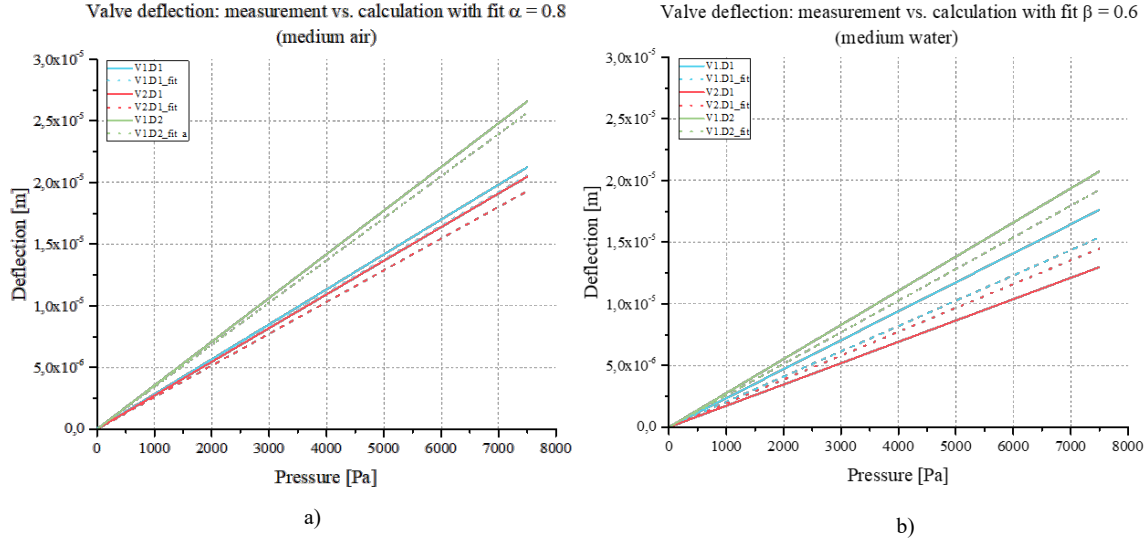 Valve deflection: measurement vs. calculation with fit α = 0.8
(medium air)
3,0x10⁻⁵
2,5x10⁻⁵
2,0x10⁻⁵
1,5x10⁻⁵
1,0x10⁻⁵
5,0x10⁻⁶
0,0
Deflection [m]
V1.D1
V1.D1_fit
V2.D1
V2.D1_fit
V1.D2
V1.D2_fit a
0 1000 2000 3000 4000 5000 6000 7000 8000
Pressure [Pa]
a)
Valve deflection: measurement vs. calculation with fit β = 0.6
(medium water)
3,0x10⁻⁵
2,5x10⁻⁵
2,0x10⁻⁵
1,5x10⁻⁵
1,0x10⁻⁵
5,0x10⁻⁶
0,0
Deflection [m]
V1.D1
V1.D1_fit
V2.D1
V2.D1_fit
V1.D2
V1.D2_fit
0 1000 2000 3000 4000 5000 6000 7000 8000
Pressure [Pa]
b)